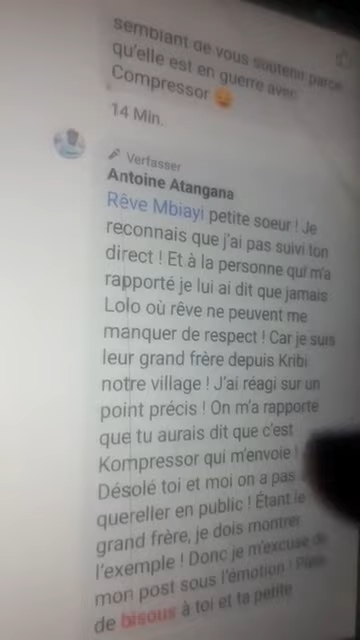 semblant de vous soutenir parce
qu'elle est en guerre avec
Compressor
14 Min.
Verfasser
Antoine Atangana
Rêve Mbiayi petite soeur ! Je
reconnais que j'ai pas suivi ton
direct ! Et à la personne qui m'a
rapporté je lui ai dit que jamais
Lolo où rêve ne peuvent me
manquer de respect ! Car je suis
leur grand frère depuis Kribi
notre village ! J'ai réagi sur un
point précis ! On m'a rapporte
que tu aurais dit que c'est
Kompressor qui m'envoie !
Désolé toi et moi on a pas
quereller en public ! Étant le
grand frère, je dois montrer
l'exemple ! Donc je m'excuse de
mon post sous l'émotion ! Plein
de bisous à toi et ta petite